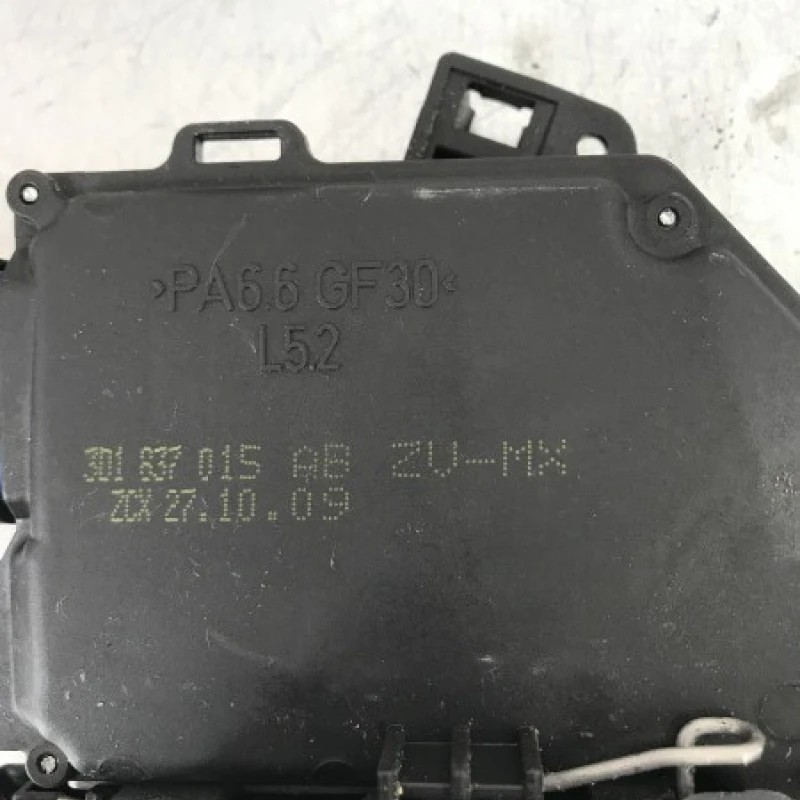 >PA6.6 GF30<
L5.2
3D1 837 015 AB ZV-MX
ZCX 27.10.09